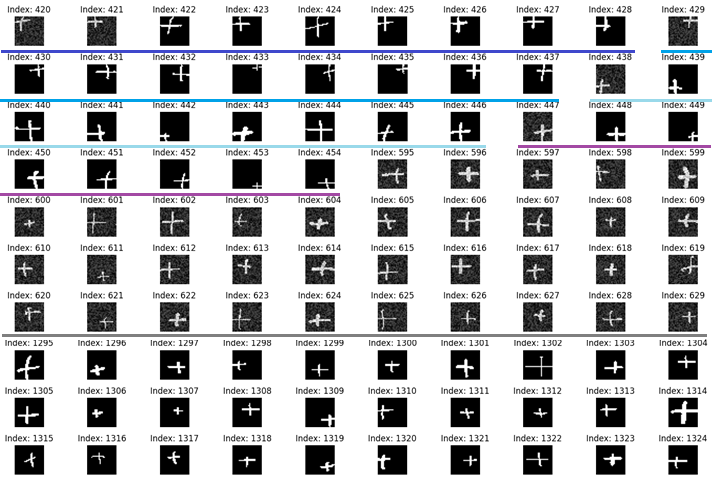 Index: 420 Index: 421 Index: 422 Index: 423 Index: 424 Index: 425 Index: 426 Index: 427 Index: 428 Index: 429
Index: 430 Index: 431 Index: 432 Index: 433 Index: 434 Index: 435 Index: 436 Index: 437 Index: 438 Index: 439
Index: 440 Index: 441 Index: 442 Index: 443 Index: 444 Index: 445 Index: 446 Index: 447 Index: 448 Index: 449
Index: 450 Index: 451 Index: 452 Index: 453 Index: 454 Index: 595 Index: 596 Index: 597 Index: 598 Index: 599
Index: 600 Index: 601 Index: 602 Index: 603 Index: 604 Index: 605 Index: 606 Index: 607 Index: 608 Index: 609
Index: 610 Index: 611 Index: 612 Index: 613 Index: 614 Index: 615 Index: 616 Index: 617 Index: 618 Index: 619
Index: 620 Index: 621 Index: 622 Index: 623 Index: 624 Index: 625 Index: 626 Index: 627 Index: 628 Index: 629
Index: 1295 Index: 1296 Index: 1297 Index: 1298 Index: 1299 Index: 1300 Index: 1301 Index: 1302 Index: 1303 Index: 1304
Index: 1305 Index: 1306 Index: 1307 Index: 1308 Index: 1309 Index: 1310 Index: 1311 Index: 1312 Index: 1313 Index: 1314
Index: 1315 Index: 1316 Index: 1317 Index: 1318 Index: 1319 Index: 1320 Index: 1321 Index: 1322 Index: 1323 Index: 1324